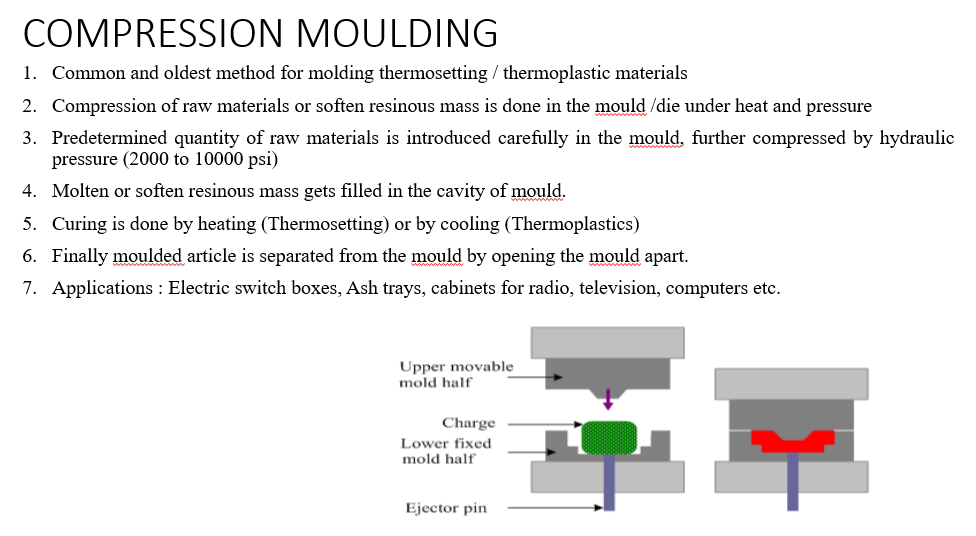 COMPRESSION MOULDING
1. Common and oldest method for molding thermosetting / thermoplastic materials
2. Compression of raw materials or soften resinous mass is done in the mould /die under heat and pressure
3. Predetermined quantity of raw materials is introduced carefully in the mould, further compressed by hydraulic
pressure (2000 to 10000 psi)
4. Molten or soften resinous mass gets filled in the cavity of mould.
5. Curing is done by heating (Thermosetting) or by cooling (Thermoplastics)
6. Finally moulded article is separated from the mould by opening the mould apart.
7. Applications : Electric switch boxes, Ash trays, cabinets for radio, television, computers etc.
Upper movable
mold half
Charge
Lower fixed
mold half
Ejector pin